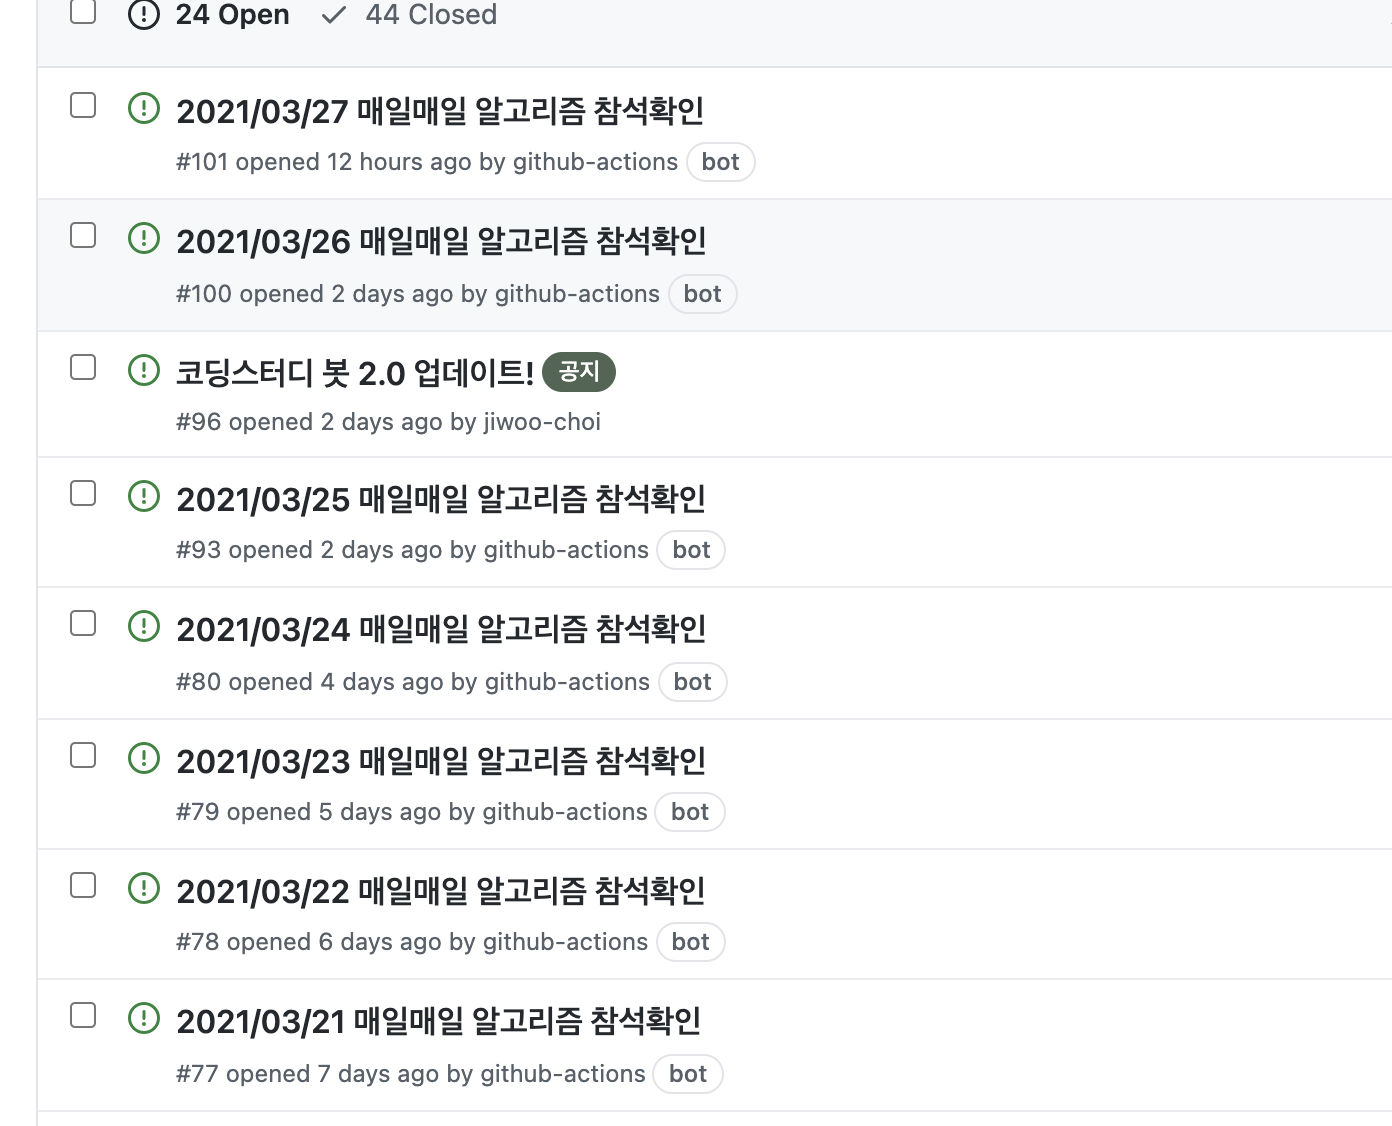 24 Open 44 Closed
2021/03/27 매일매일 알고리즘 참석확인
#101 opened 12 hours ago by github-actions bot
2021/03/26 매일매일 알고리즘 참석확인
#100 opened 2 days ago by github-actions bot
코딩스터디 봇 2.0 업데이트! 공지
#96 opened 2 days ago by jiwoo-choi
2021/03/25 매일매일 알고리즘 참석확인
#93 opened 2 days ago by github-actions bot
2021/03/24 매일매일 알고리즘 참석확인
#80 opened 4 days ago by github-actions bot
2021/03/23 매일매일 알고리즘 참석확인
#79 opened 5 days ago by github-actions bot
2021/03/22 매일매일 알고리즘 참석확인
#78 opened 6 days ago by github-actions bot
2021/03/21 매일매일 알고리즘 참석확인
#77 opened 7 days ago by github-actions bot